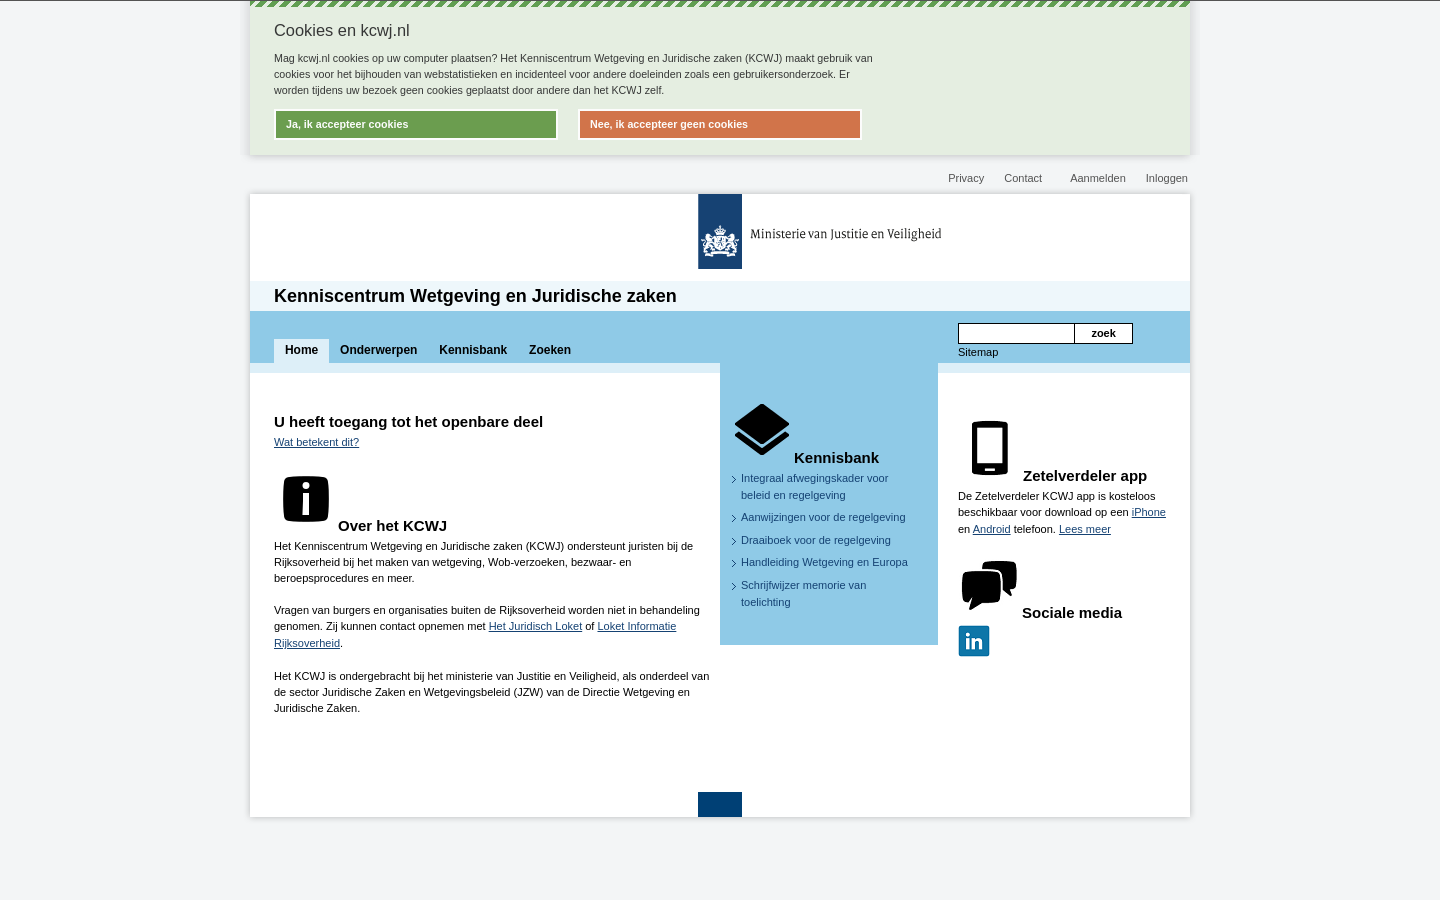 Cookies en kcwj.nl
Mag kcwj.nl cookies op uw computer plaatsen? Het Kenniscentrum Wetgeving en Juridische zaken (KCWJ) maakt gebruik van
cookies voor het bijhouden van webstatistieken en incidenteel voor andere doeleinden zoals een gebruikersonderzoek. Er
worden tijdens uw bezoek geen cookies geplaatst door andere dan het KCWJ zelf.
Ja, ik accepteer cookies
Nee, ik accepteer geen cookies
Privacy
Contact
Aanmelden
Inloggen
Ministerie van Justitie en Veiligheid
Kenniscentrum Wetgeving en Juridische zaken
Home
Onderwerpen
Kennisbank
Zoeken
zoek
Sitemap
U heeft toegang tot het openbare deel
Wat betekent dit?
Over het KCWJ
Het Kenniscentrum Wetgeving en Juridische zaken (KCWJ) ondersteunt juristen bij de
Rijksoverheid bij het maken van wetgeving, Wob-verzoeken, bezwaar- en
beroepsprocedures en meer.
Vragen van burgers en organisaties buiten de Rijksoverheid worden niet in behandeling
genomen. Zij kunnen contact opnemen met Het Juridisch Loket of Loket Informatie
Rijksoverheid.
Het KCWJ is ondergebracht bij het ministerie van Justitie en Veiligheid, als onderdeel van
de sector Juridische Zaken en Wetgevingsbeleid (JZW) van de Directie Wetgeving en
Juridische Zaken.
Kennisbank
Integraal afwegingskader voor
beleid en regelgeving
Aanwijzingen voor de regelgeving
Draaiboek voor de regelgeving
Handleiding Wetgeving en Europa
Schrijfwijzer memorie van
toelichting
Zetelverdeler app
De Zetelverdeler KCWJ app is kosteloos
beschikbaar voor download op een iPhone
en Android telefoon. Lees meer
Sociale media
in